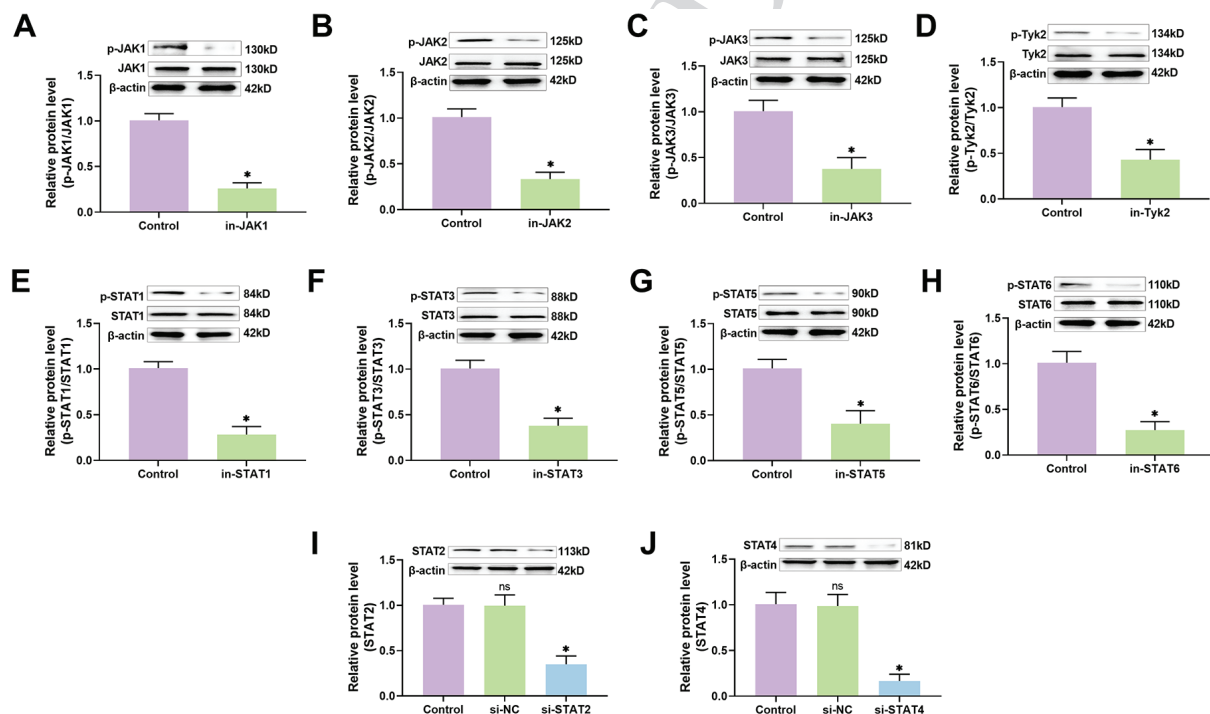 A
p-JAK1 130kD
JAK1 130kD
β-actin 42kD
Relative protein level
(p-JAK1/JAK1)
1.5
1.0
0.5
0.0
*
Control in-JAK1
B
p-JAK2 125kD
JAK2 125kD
β-actin 42kD
Relative protein level
(p-JAK2/JAK2)
1.5
1.0
0.5
0.0
*
Control in-JAK2
C
p-JAK3 125kD
JAK3 125kD
β-actin 42kD
Relative protein level
(p-JAK3/JAK3)
1.5
1.0
0.5
0.0
*
Control in-JAK3
D
p-Tyk2 134kD
Tyk2 134kD
β-actin 42kD
Relative protein level
(p-Tyk2/Tyk2)
1.5
1.0
0.5
0.0
*
Control in-Tyk2
E
p-STAT1 84kD
STAT1 84kD
β-actin 42kD
Relative protein level
(p-STAT1/STAT1)
1.5
1.0
0.5
0.0
*
Control in-STAT1
F
p-STAT3 88kD
STAT3 88kD
β-actin 42kD
Relative protein level
(p-STAT3/STAT3)
1.5
1.0
0.5
0.0
*
Control in-STAT3
G
p-STAT5 90kD
STAT5 90kD
β-actin 42kD
Relative protein level
(p-STAT5/STAT5)
1.5
1.0
0.5
0.0
*
Control in-STAT5
H
p-STAT6 110kD
STAT6 110kD
β-actin 42kD
Relative protein level
(p-STAT6/STAT6)
1.5
1.0
0.5
0.0
*
Control in-STAT6
I
STAT2 113kD
β-actin 42kD
Relative protein level
(STAT2)
1.5
1.0
0.5
0.0
ns
*
Control si-NC si-STAT2
J
STAT4 81kD
β-actin 42kD
Relative protein level
(STAT4)
1.5
1.0
0.5
0.0
ns
*
Control si-NC si-STAT4